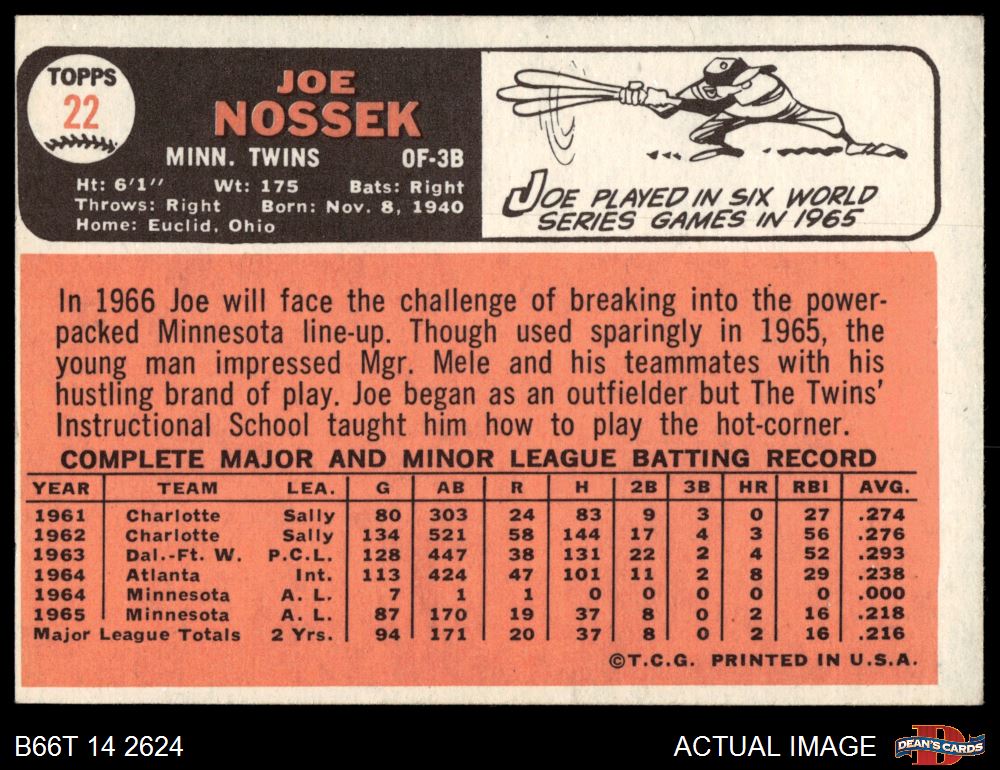 TOPPS
22
JOE
NOSSEK
MINN. TWINS OF-3B
Ht: 6'1" Wt: 175 Bats: Right
Throws: Right Born: Nov. 8, 1940
Home: Euclid, Ohio
JOE PLAYED IN SIX WORLD
SERIES GAMES IN 1965
In 1966 Joe will face the challenge of breaking into the power-
packed Minnesota line-up. Though used sparingly in 1965, the
young man impressed Mgr. Mele and his teammates with his
hustling brand of play. Joe began as an outfielder but The Twins'
Instructional School taught him how to play the hot-corner.
COMPLETE MAJOR AND MINOR LEAGUE BATTING RECORD
YEAR TEAM LEA. G AB R H 2B 3B HR RBI AVG.
1961 Charlotte Sally 80 303 24 83 9 3 0 27 .274
1962 Charlotte Sally 134 521 58 144 17 4 3 56 .276
1963 Dal.-Ft. W. P.C.L. 128 447 38 131 22 2 4 52 .293
1964 Atlanta Int. 113 424 47 101 11 2 8 29 .238
1964 Minnesota A. L. 7 1 1 0 0 0 0 0 .000
1965 Minnesota A. L. 87 170 19 37 8 0 2 16 .218
Major League Totals 2 Yrs. 94 171 20 37 8 0 2 16 .216
©T.C.G. PRINTED IN U.S.A.
B66T 14 2624 ACTUAL IMAGE DEAN'S CARDS